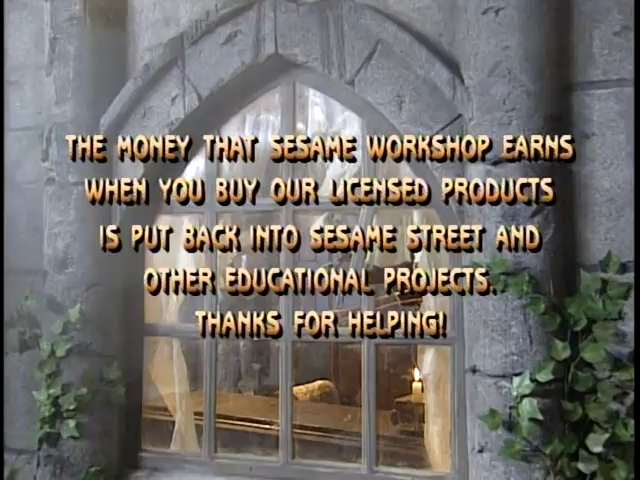 THE MONEY THAT SESAME WORKSHOP EARNS
WHEN YOU BUY OUR LICENSED PRODUCTS
IS PUT BACK INTO SESAME STREET AND
OTHER EDUCATIONAL PROJECTS.
THANKS FOR HELPING!